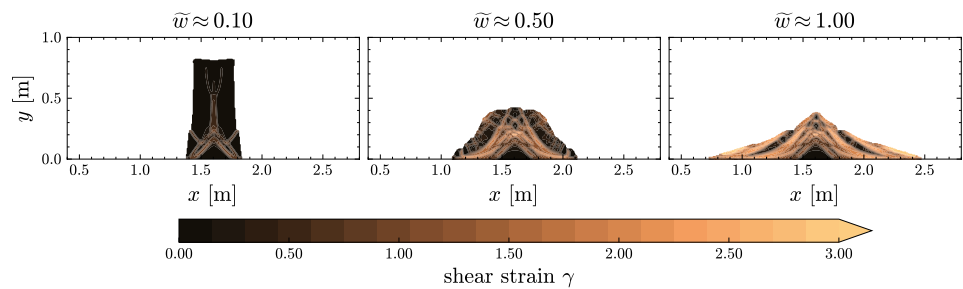 w̃ ≈ 0.10 w̃ ≈ 0.50 w̃ ≈ 1.00
1.0
0.5
0.0
y [m]
0.5 1.0 1.5 2.0 2.5 0.5 1.0 1.5 2.0 2.5 0.5 1.0 1.5 2.0 2.5
x [m] x [m] x [m]
0.00 0.50 1.00 1.50 2.00 2.50 3.00
shear strain γ